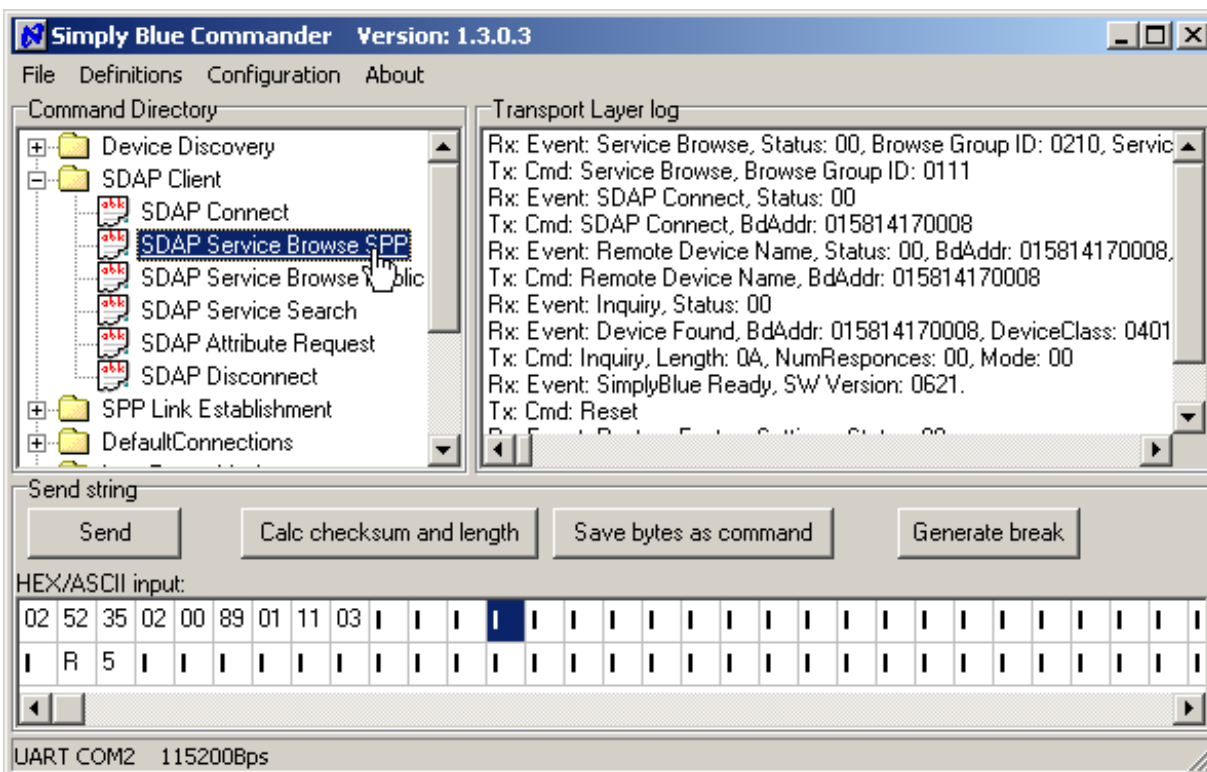 Simply Blue Commander Version: 1.3.0.3
File Definitions Configuration About
Command Directory
Device Discovery
SDAP Client
SDAP Connect
SDAP Service Browse SPP
SDAP Service Browse
SDAP Service Search
SDAP Attribute Request
SDAP Disconnect
SPP Link Establishment
DefaultConnections
Transport Layer log
Rx: Event: Service Browse, Status: 00, Browse Group ID: 0210, Servic
Tx: Cmd: Service Browse, Browse Group ID: 0111
Rx: Event: SDAP Connect, Status: 00
Tx: Cmd: SDAP Connect, BdAddr: 015814170008
Rx: Event: Remote Device Name, Status: 00, BdAddr: 015814170008,
Tx: Cmd: Remote Device Name, BdAddr: 015814170008
Rx: Event: Inquiry, Status: 00
Rx: Event: Device Found, BdAddr: 015814170008, DeviceClass: 0401
Tx: Cmd: Inquiry, Length: 0A, NumResponces: 00, Mode: 00
Rx: Event: SimplyBlue Ready, SW Version: 0621.
Tx: Cmd: Reset
Send string
Send Calc checksum and length Save bytes as command Generate break
HEX/ASCII input:
02 52 35 02 00 89 01 11 03
R 5
UART COM2 115200Bps